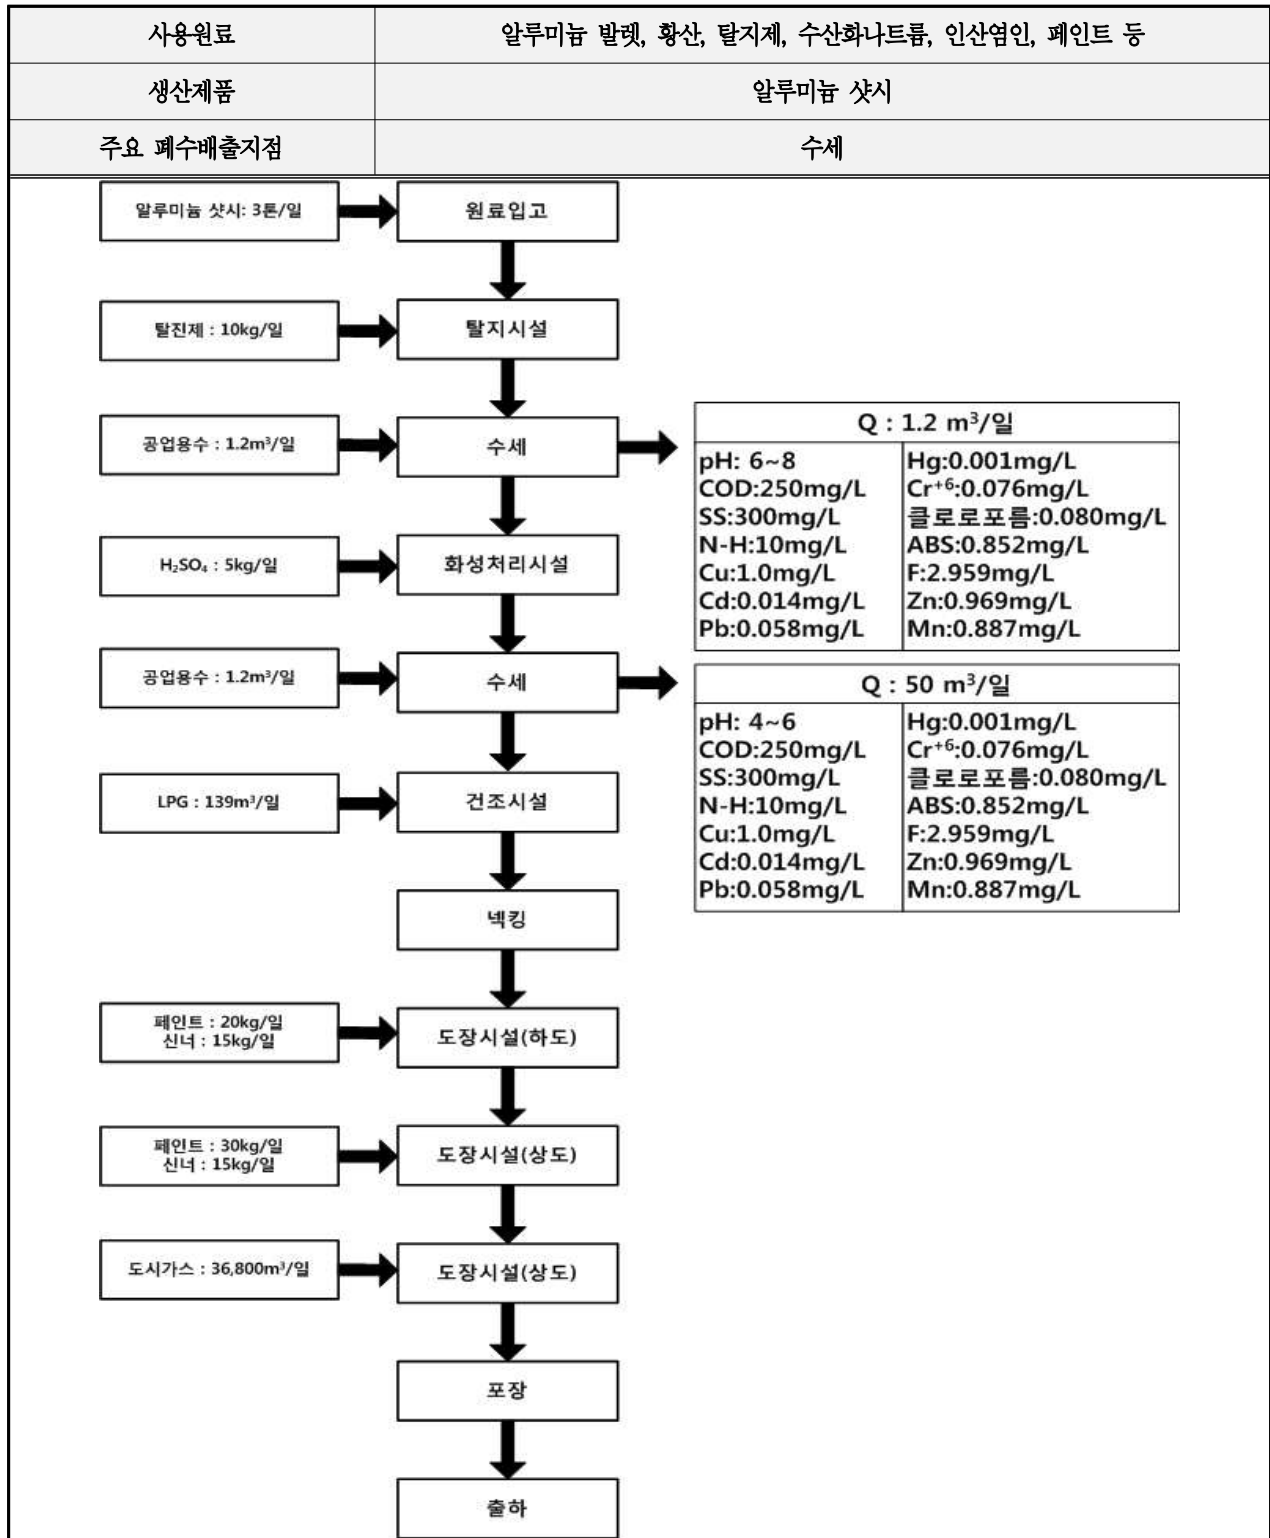 사용원료 알루미늄 발렛, 황산, 탈지제, 수산화나트륨, 인산염인, 페인트 등
생산제품 알루미늄 샷시
주요 폐수배출지점 수세
알루미늄 샷시: 3톤/일 원료입고
탈진제 : 10kg/일 탈지시설
공업용수 : 1.2m³/일 수세
Q : 1.2 m³/일
pH: 6~8 Hg:0.001mg/L
COD:250mg/L Cr⁺⁶:0.076mg/L
SS:300mg/L 클로로포름:0.080mg/L
N-H:10mg/L ABS:0.852mg/L
Cu:1.0mg/L F:2.959mg/L
Cd:0.014mg/L Zn:0.969mg/L
Pb:0.058mg/L Mn:0.887mg/L
H₂SO₄ : 5kg/일 화성처리시설
공업용수 : 1.2m³/일 수세
Q : 50 m³/일
pH: 4~6 Hg:0.001mg/L
COD:250mg/L Cr⁺⁶:0.076mg/L
SS:300mg/L 클로로포름:0.080mg/L
N-H:10mg/L ABS:0.852mg/L
Cu:1.0mg/L F:2.959mg/L
Cd:0.014mg/L Zn:0.969mg/L
Pb:0.058mg/L Mn:0.887mg/L
LPG : 139m³/일 건조시설
넥킹
페인트 : 20kg/일
신너 : 15kg/일
도장시설(하도)
페인트 : 30kg/일
신너 : 15kg/일
도장시설(상도)
도시가스 : 36,800m³/일 도장시설(상도)
포장
출하